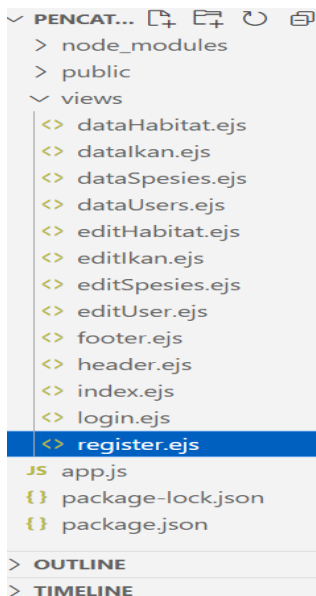 PENCAT...
node_modules
public
views
<> dataHabitat.ejs
<> dataIkan.ejs
<> dataSpesies.ejs
<> dataUsers.ejs
<> editHabitat.ejs
<> editIkan.ejs
<> editSpesies.ejs
<> editUser.ejs
<> footer.ejs
<> header.ejs
<> index.ejs
<> login.ejs
<> register.ejs
JS app.js
{} package-lock.json
{} package.json
OUTLINE
TIMELINE